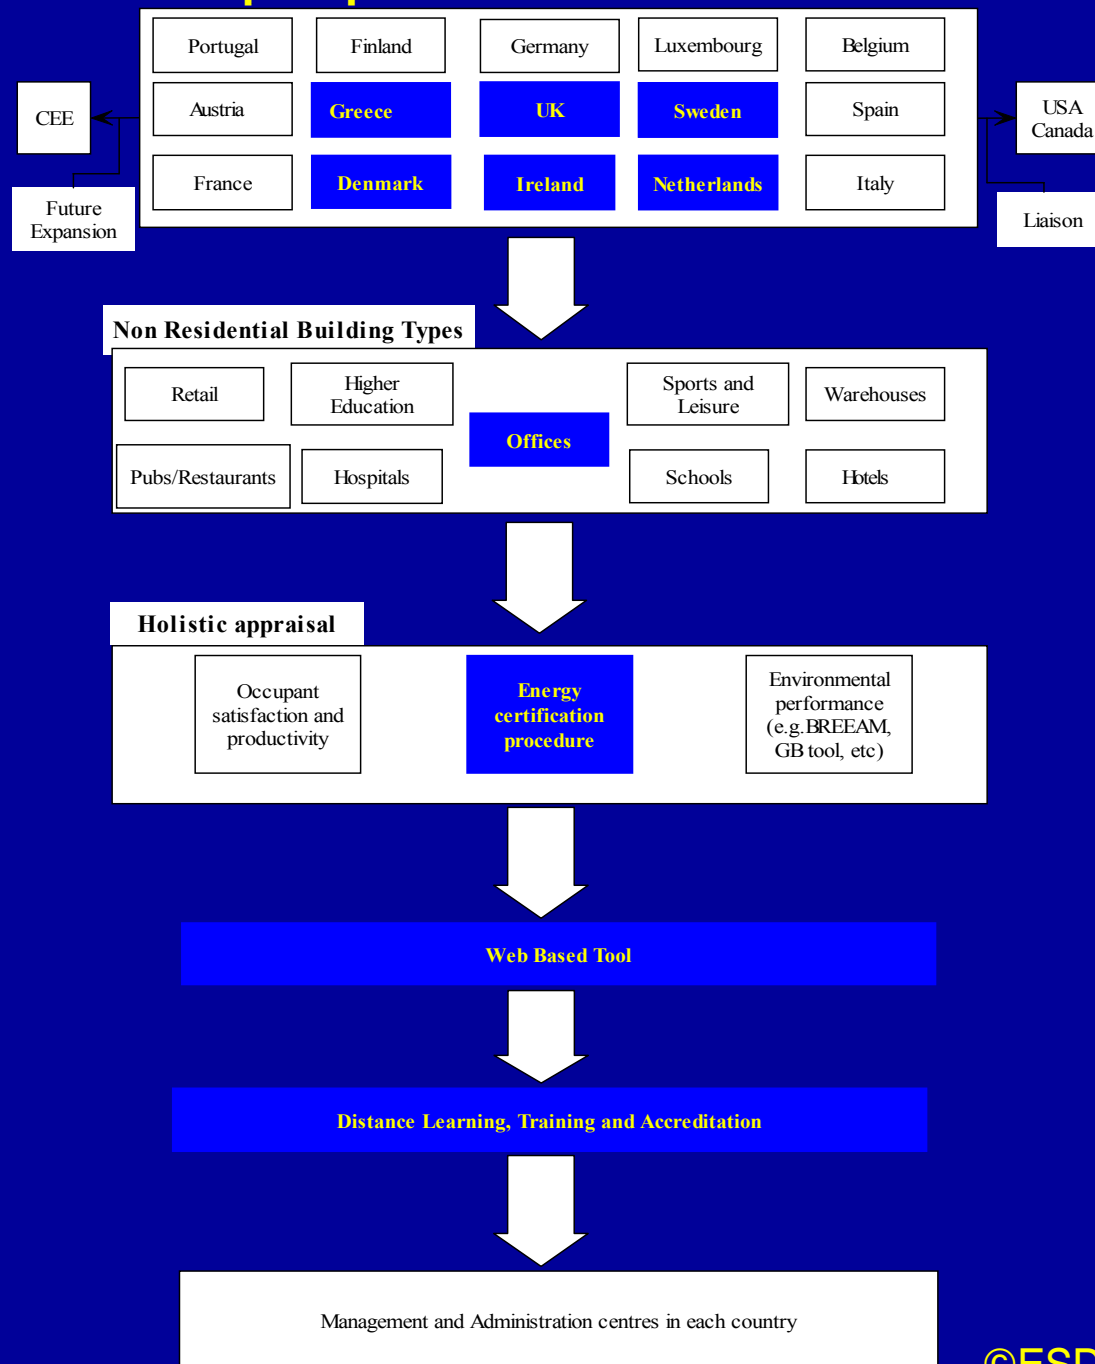 Portugal
Finland
Germany
Luxembourg
Belgium
CEE
Austria
Greece
UK
Sweden
Spain
USA
Canada
France
Denmark
Ireland
Netherlands
Italy
Future
Expansion
Liaison
Non Residential Building Types
Retail
Higher
Education
Sports and
Leisure
Warehouses
Offices
Pubs/Restaurants
Hospitals
Schools
Hotels
Holistic appraisal
Occupant
satisfaction and
productivity
Energy
certification
procedure
Environmental
performance
(e.g.BREEAM,
GB tool, etc)
Web Based Tool
Distance Learning, Training and Accreditation
Management and Administration centres in each country
©ESD